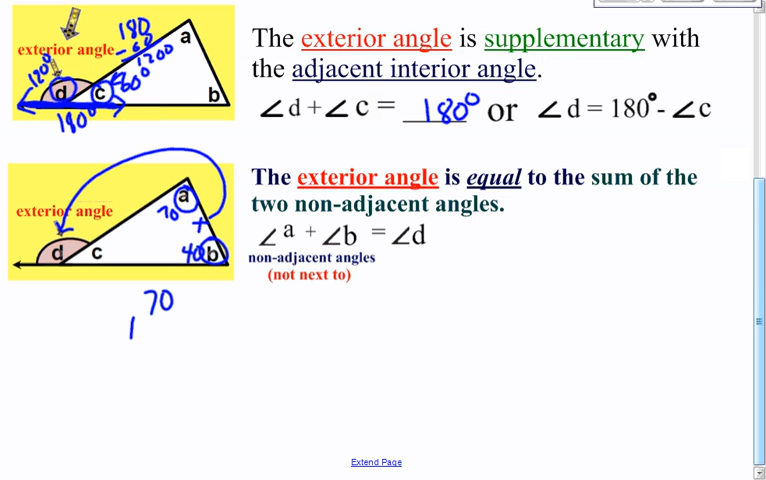 The exterior angle is supplementary with
the adjacent interior angle.
∠d + ∠c = 180° or ∠d = 180° - ∠c
exterior angle
180
- 60
120°
a
120°
d
c
60°
b
180°
The exterior angle is equal to the sum of the
two non-adjacent angles.
∠a + ∠b = ∠d
non-adjacent angles
(not next to)
exterior angle
a
70
+
d
c
40
b
70
Extend Page